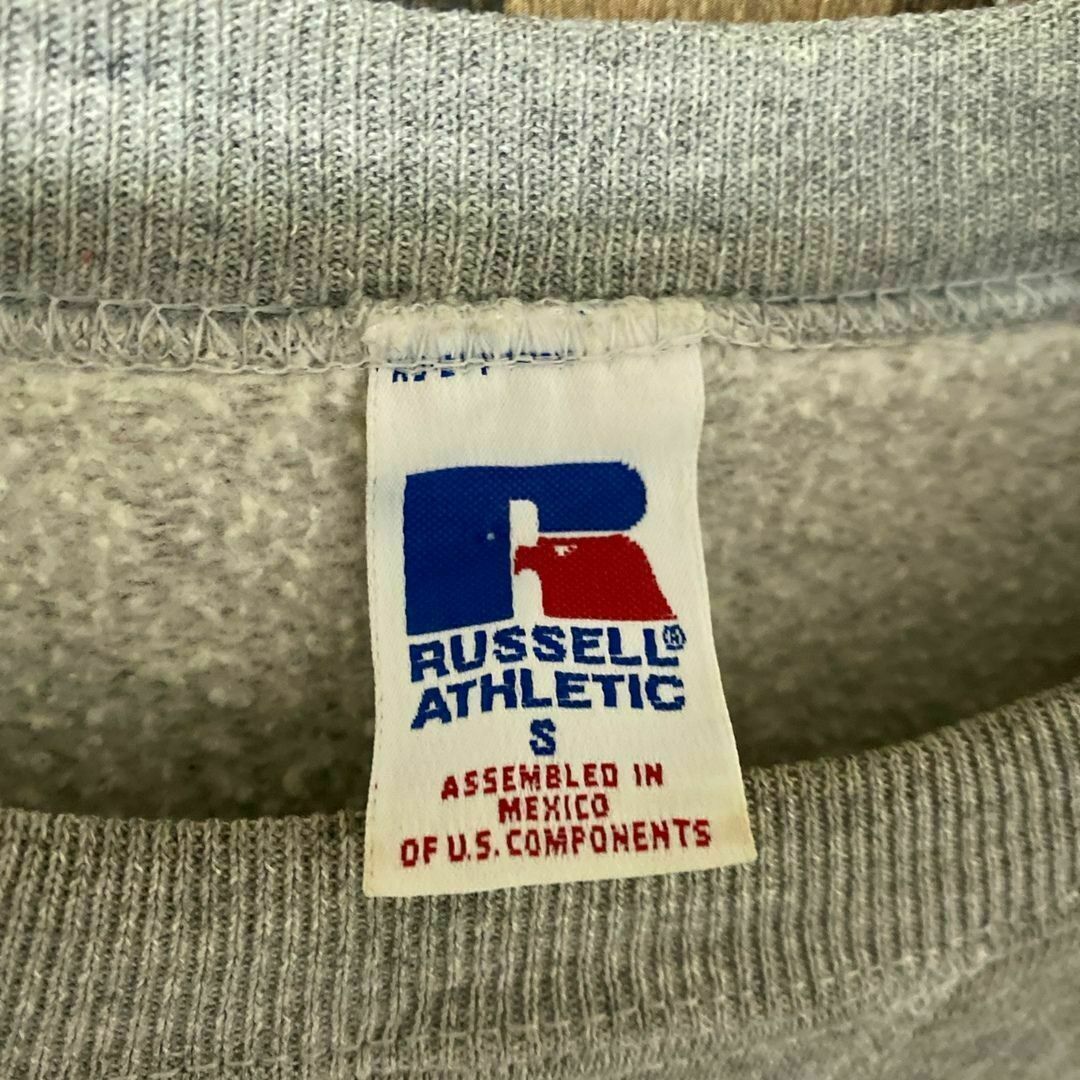 RUSSELL®
ATHLETIC
S
ASSEMBLED IN
MEXICO
OF U.S. COMPONENTS